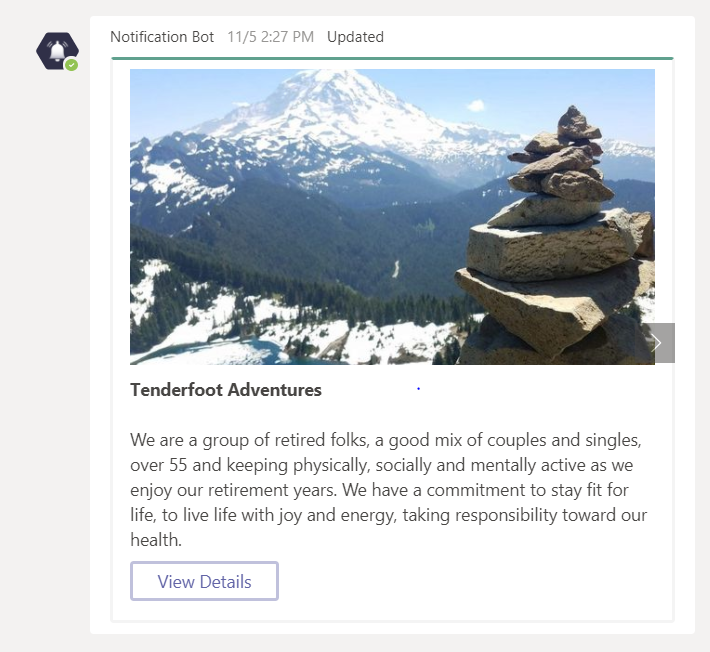 Notification Bot 11/5 2:27 PM Updated
Tenderfoot Adventures
We are a group of retired folks, a good mix of couples and singles,
over 55 and keeping physically, socially and mentally active as we
enjoy our retirement years. We have a commitment to stay fit for
life, to live life with joy and energy, taking responsibility toward our
health.
View Details